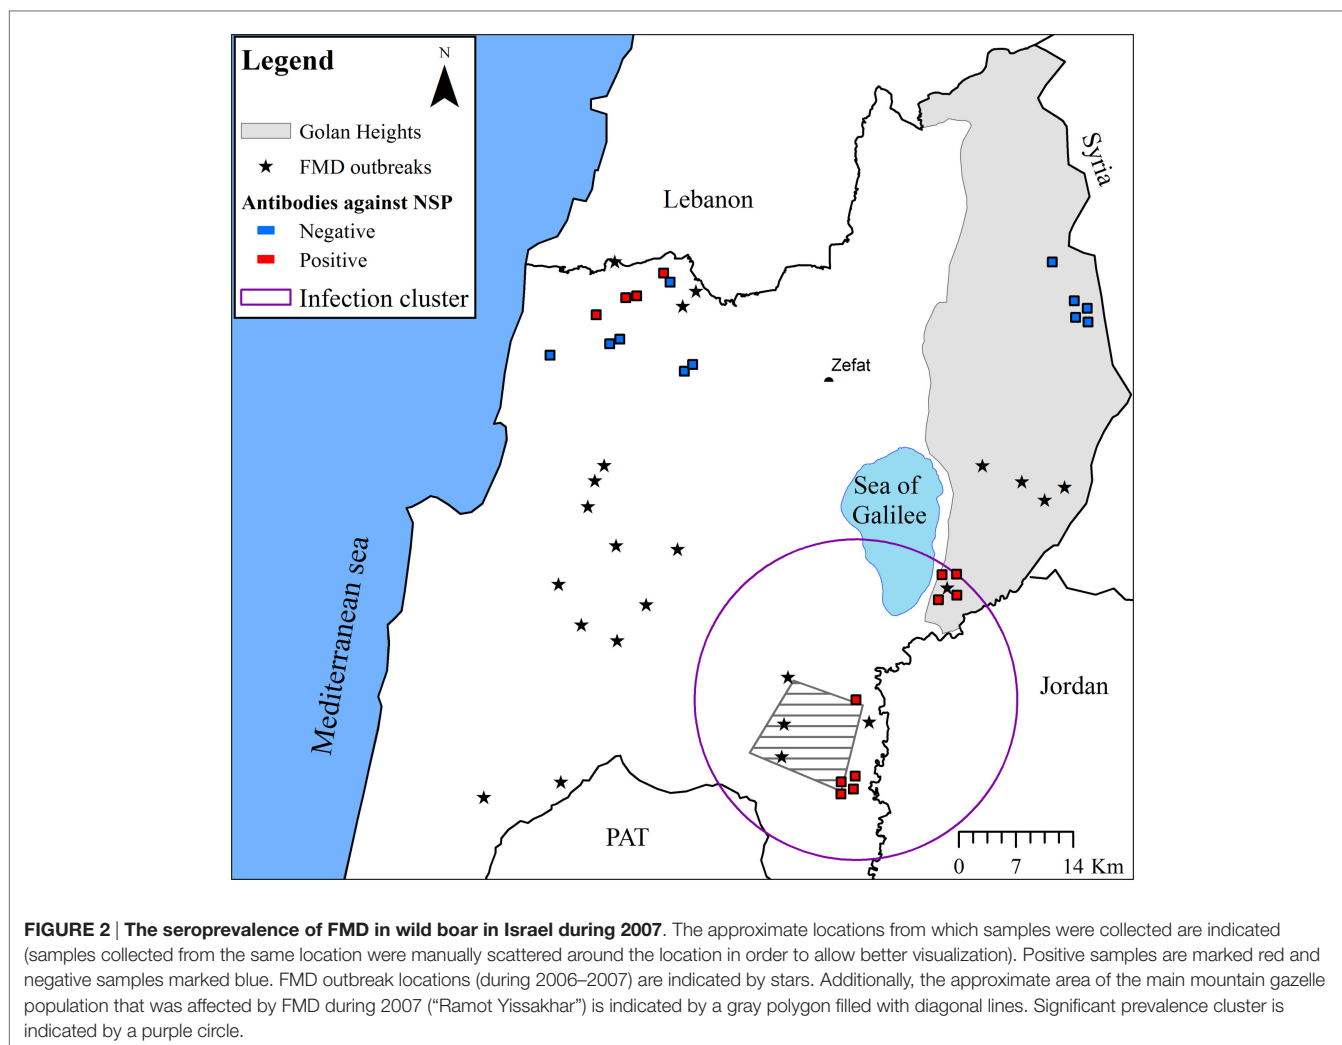 Legend
N
Golan Heights
FMD outbreaks
Antibodies against NSP
Negative
Positive
Infection cluster
Lebanon
Syria
Zefat
Sea of
Galilee
Mediterranean sea
Jordan
PAT
0 7 14 Km
FIGURE 2 | The seroprevalence of FMD in wild boar in Israel during 2007. The approximate locations from which samples were collected are indicated
(samples collected from the same location were manually scattered around the location in order to allow better visualization). Positive samples are marked red and
negative samples marked blue. FMD outbreak locations (during 2006–2007) are indicated by stars. Additionally, the approximate area of the main mountain gazelle
population that was affected by FMD during 2007 (“Ramot Yissakhar”) is indicated by a gray polygon filled with diagonal lines. Significant prevalence cluster is
indicated by a purple circle.